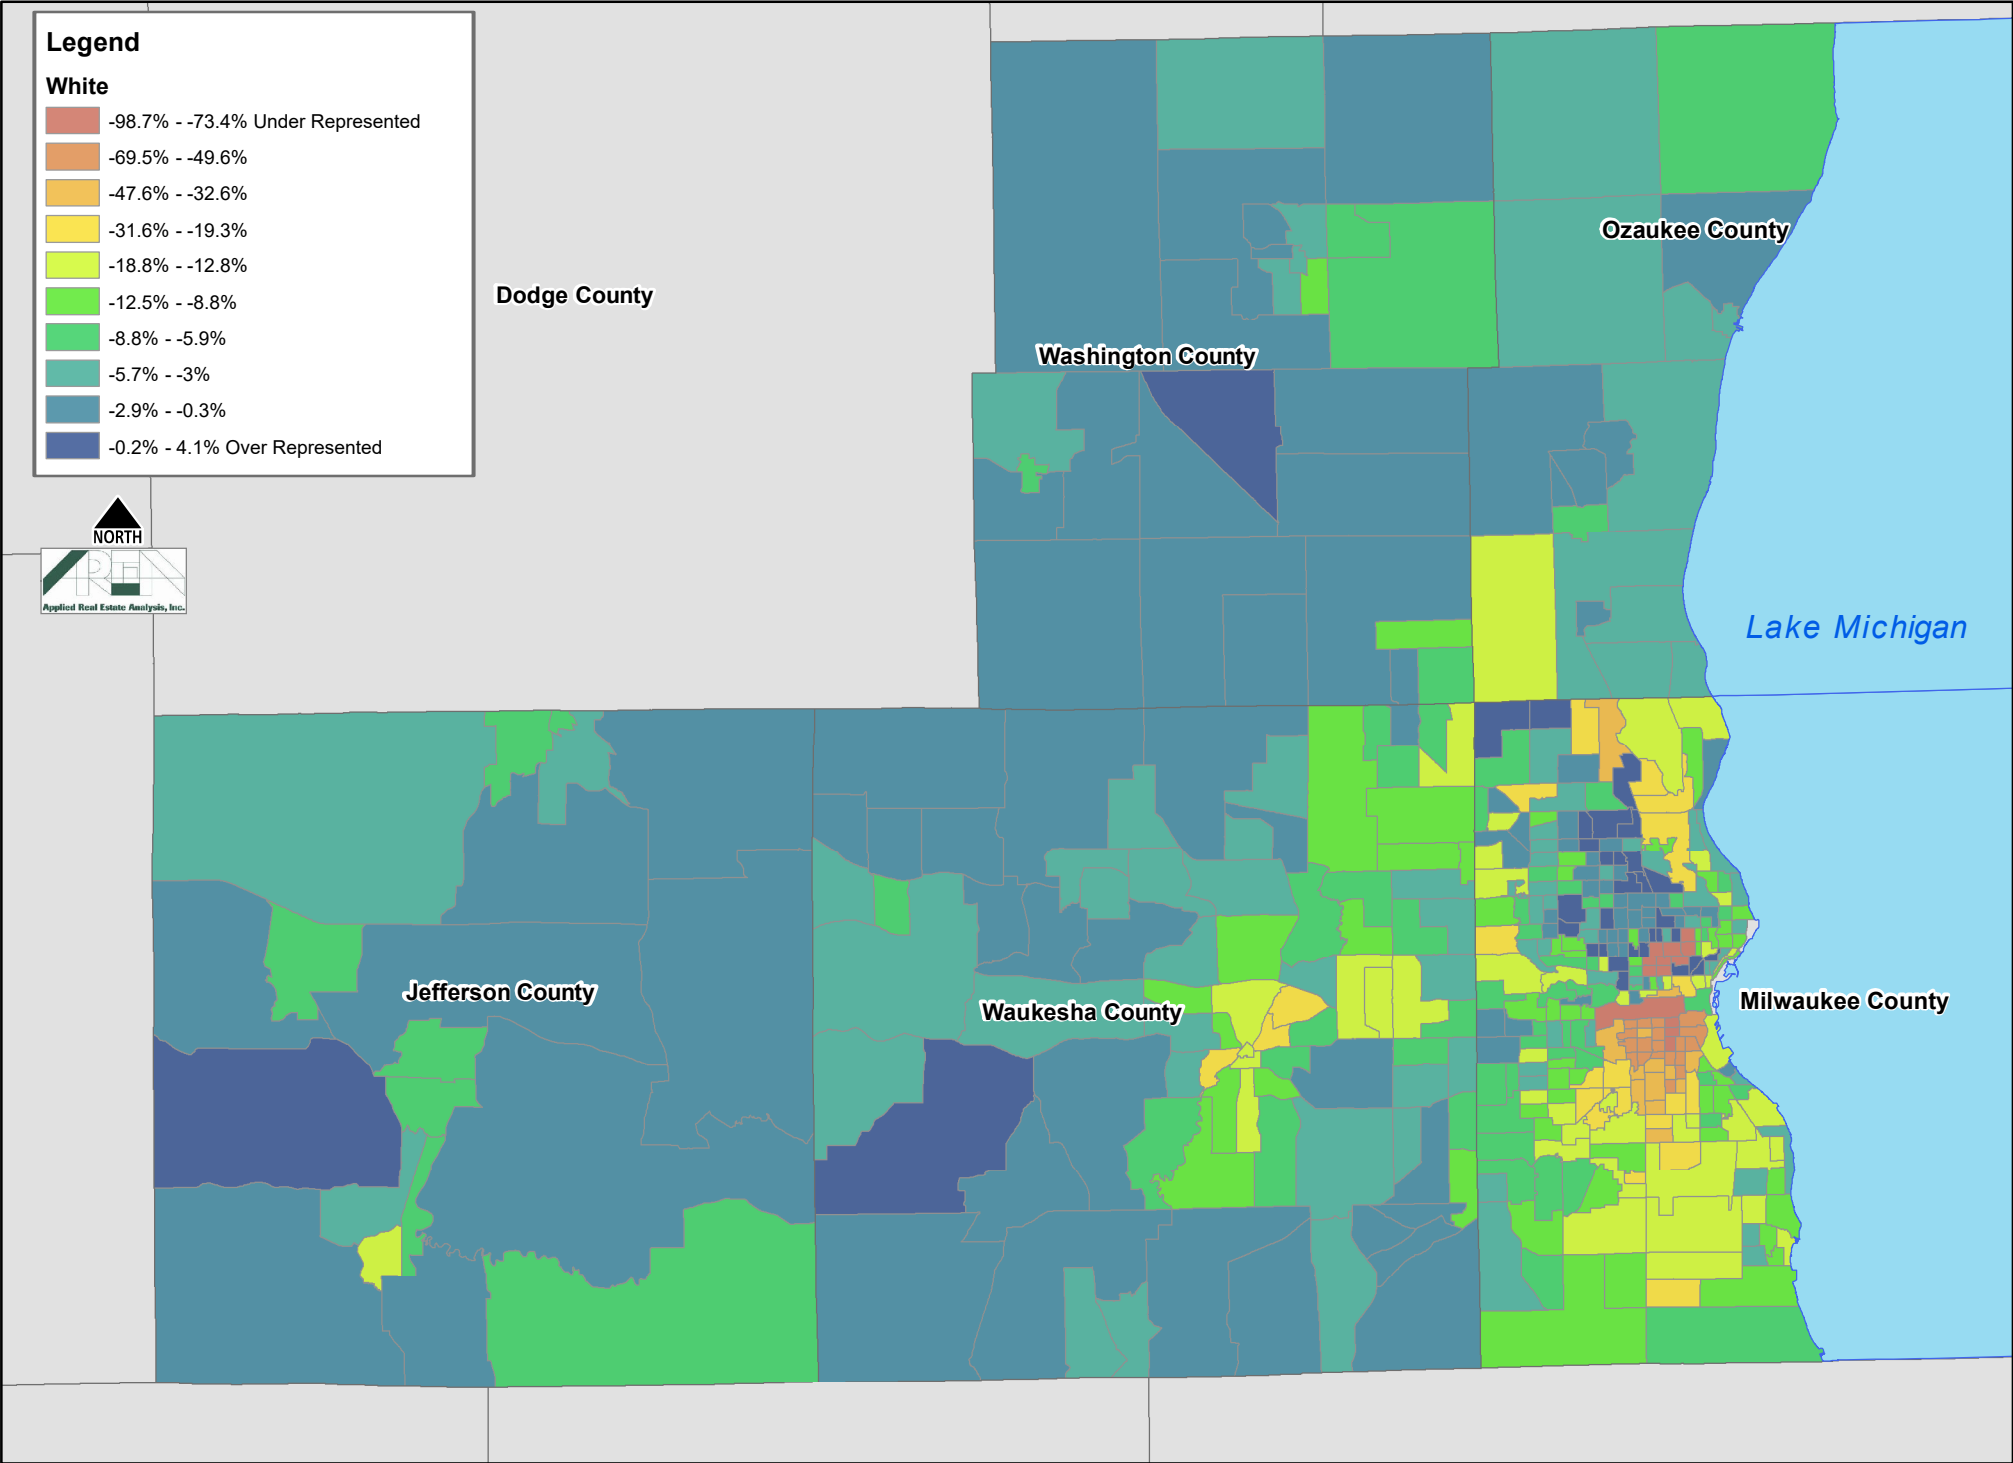 Legend
White
-98.7% - -73.4% Under Represented
-69.5% - -49.6%
-47.6% - -32.6%
-31.6% - -19.3%
-18.8% - -12.8%
-12.5% - -8.8%
-8.8% - -5.9%
-5.7% - -3%
-2.9% - -0.3%
-0.2% - 4.1% Over Represented
NORTH
AREA
Applied Real Estate Analysis, Inc.
Dodge County
Washington County
Ozaukee County
Lake Michigan
Jefferson County
Waukesha County
Milwaukee County